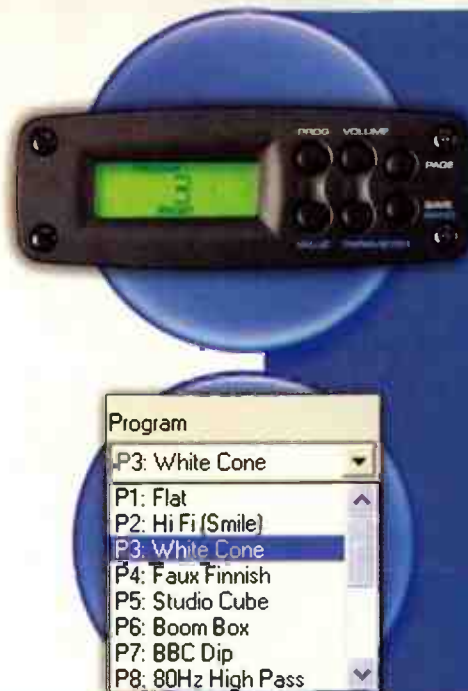 PROG VOLUME
PAGE
Program
P3: White Cone
P1: Flat
P2: Hi Fi (Smile)
P3: White Cone
P4: Faux Finnish
P5: Studio Cube
P6: Boom Box
P7: BBC Dip
P8: 80Hz High Pass